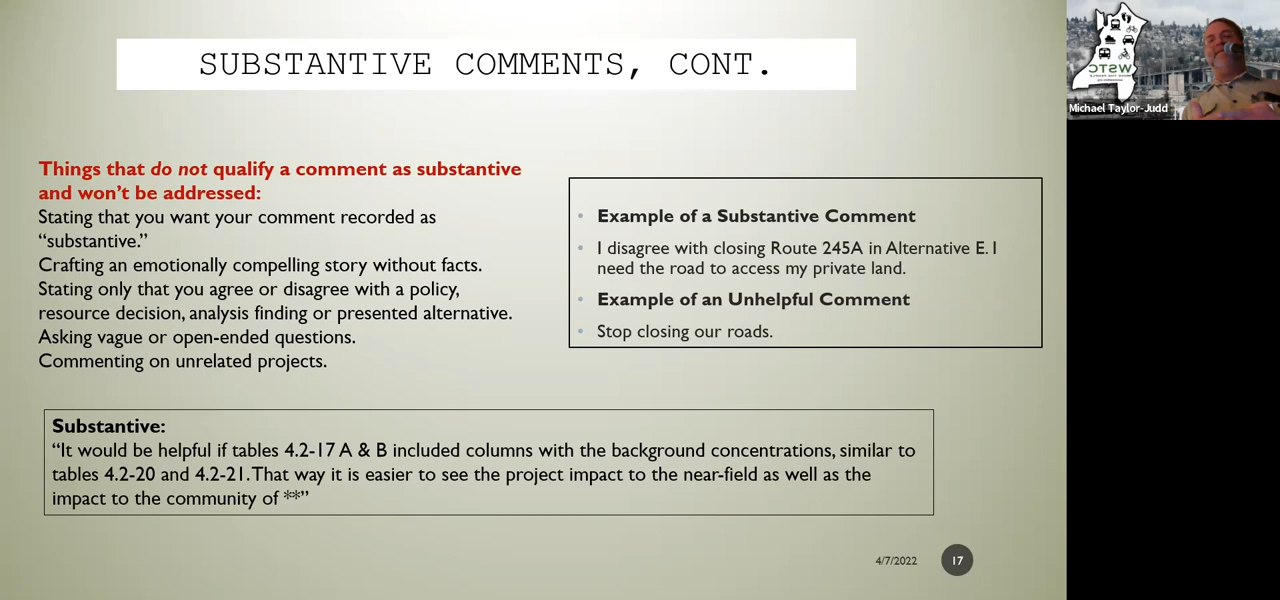 SUBSTANTIVE COMMENTS, CONT.
Things that do not qualify a comment as substantive
and won't be addressed:
Stating that you want your comment recorded as
“substantive.”
Crafting an emotionally compelling story without facts.
Stating only that you agree or disagree with a policy,
resource decision, analysis finding or presented alternative.
Asking vague or open-ended questions.
Commenting on unrelated projects.
• Example of a Substantive Comment
• I disagree with closing Route 245A in Alternative E. I
need the road to access my private land.
• Example of an Unhelpful Comment
• Stop closing our roads.
Substantive:
“It would be helpful if tables 4.2-17 A & B included columns with the background concentrations, similar to
tables 4.2-20 and 4.2-21. That way it is easier to see the project impact to the near-field as well as the
impact to the community of **”
4/7/2022
17
WSTC
Michael Taylor-Judd